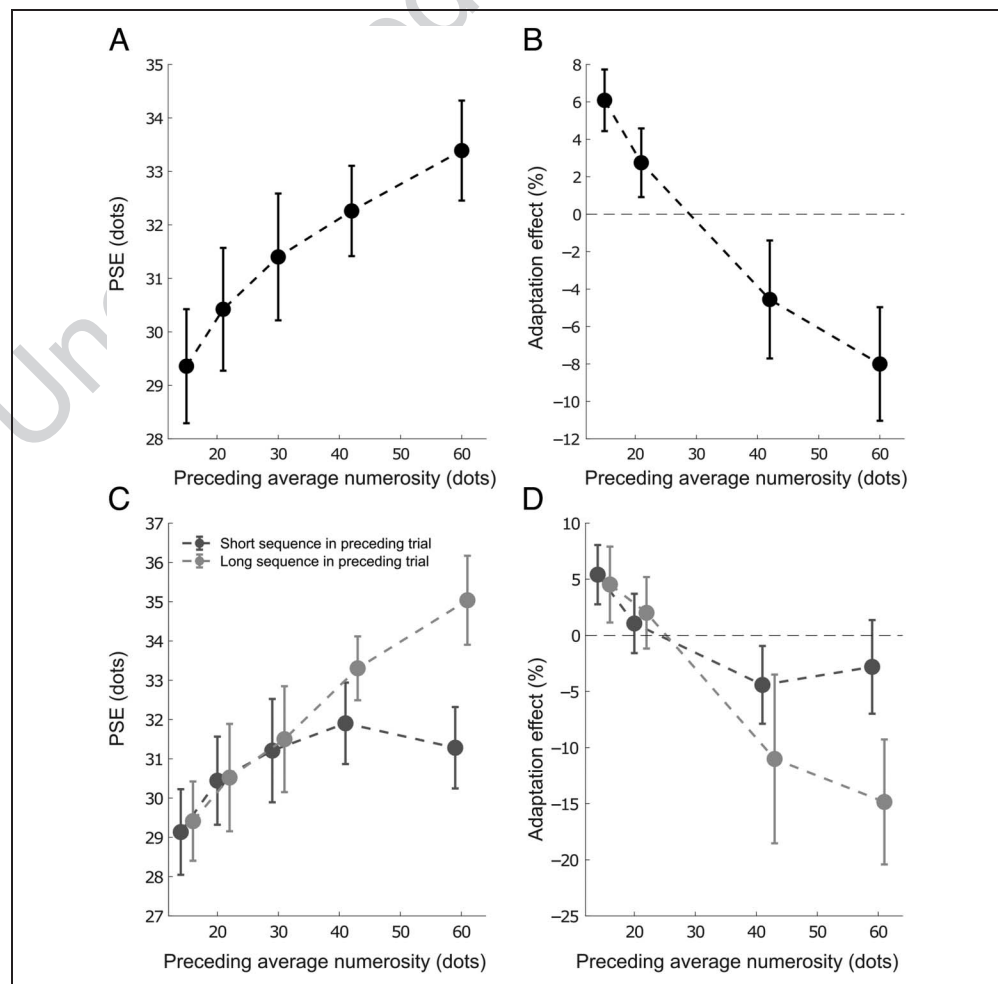 A
35
34
33
32
31
30
29
28
PSE (dots)
20 30 40 50 60
Preceding average numerosity (dots)
B
8
6
4
2
0
−2
−4
−6
−8
−10
−12
Adaptation effect (%)
20 30 40 50 60
Preceding average numerosity (dots)
C
37
36
35
34
33
32
31
30
29
28
27
PSE (dots)
Short sequence in preceding trial
Long sequence in preceding trial
20 30 40 50 60
Preceding average numerosity (dots)
D
10
5
0
−5
−10
−15
−20
−25
Adaptation effect (%)
20 30 40 50 60
Preceding average numerosity (dots)